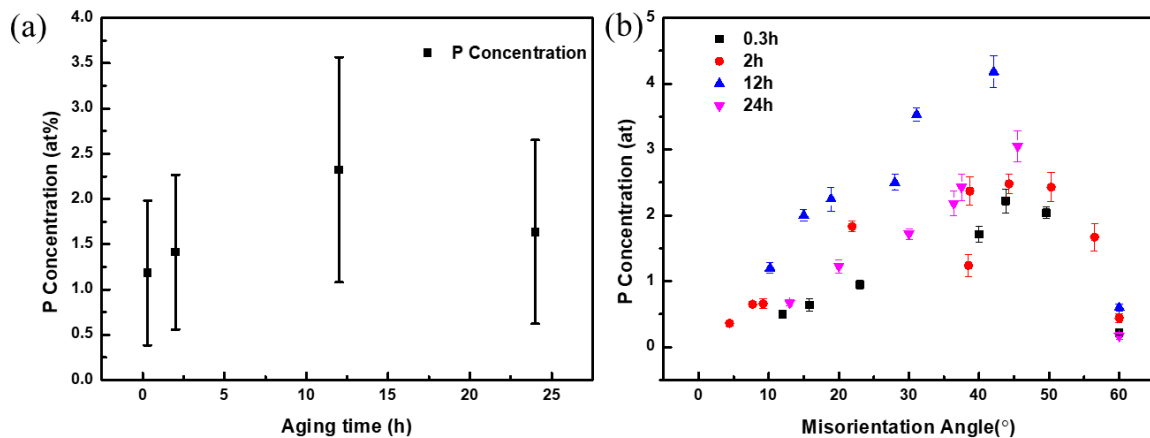 (a)
4.0
3.5
3.0
2.5
2.0
1.5
1.0
0.5
0.0
P Concentration (at%)
P Concentration
0 5 10 15 20 25
Aging time (h)
(b)
5
4
3
2
1
0
P Concentration (at)
0.3h
2h
12h
24h
0 10 20 30 40 50 60
Misorientation Angle(°)